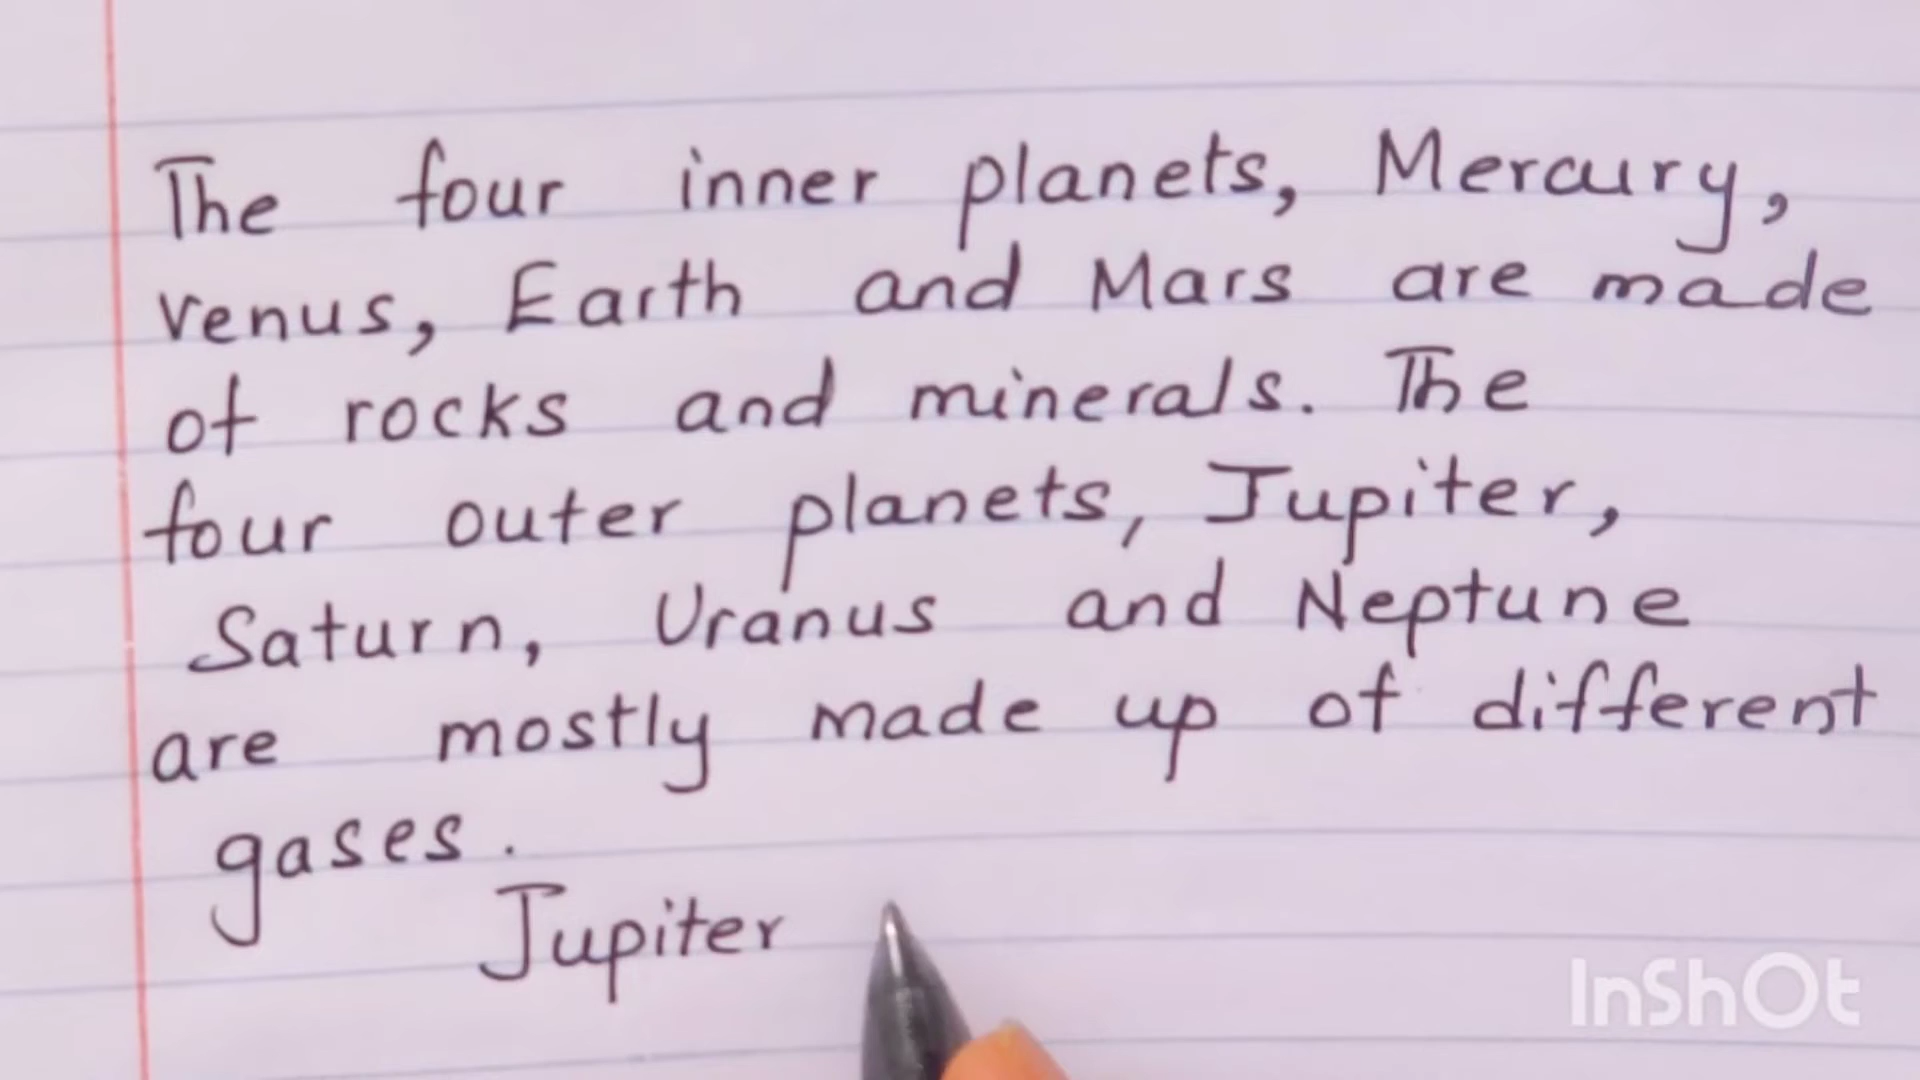 The four inner planets, Mercury,
venus, Earth and Mars are made
of rocks and minerals. The
four outer planets, Jupiter,
Saturn, Uranus and Neptune
are mostly made up of different
gases.
Jupiter
InShOt